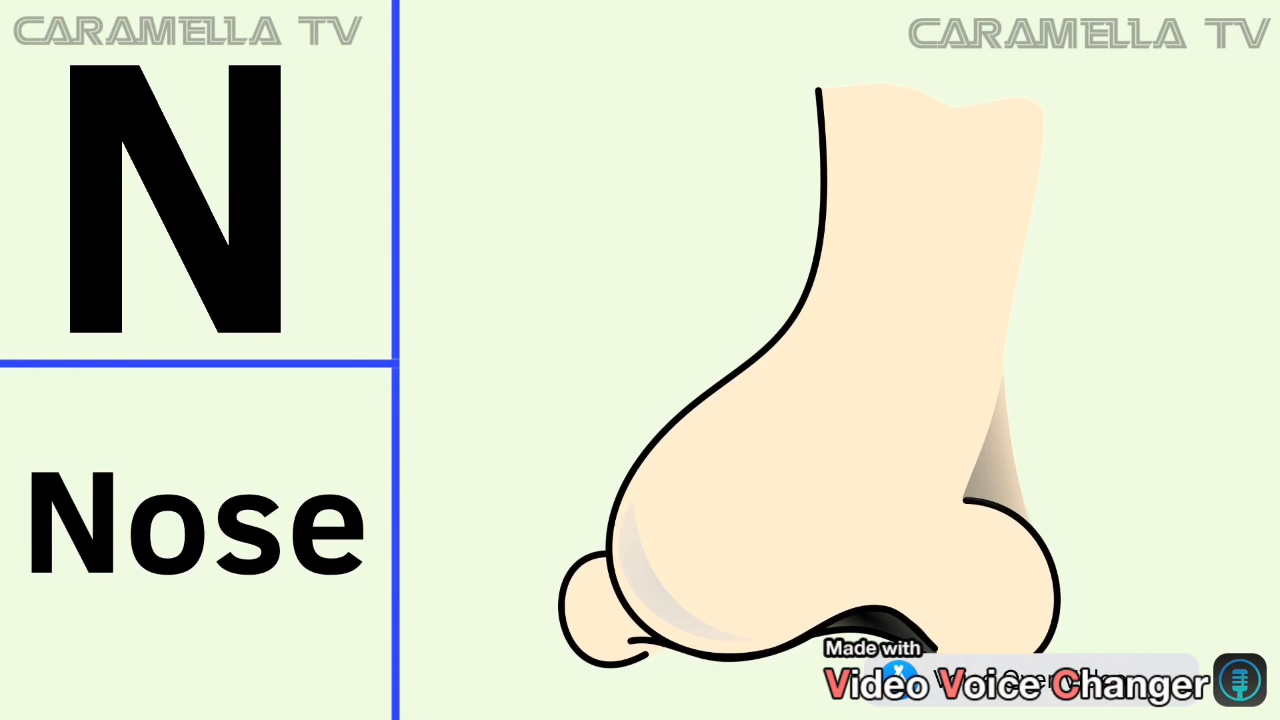 CARAMELLA TV
CARAMELLA TV
N
Nose
Made with
Video Voice Changer